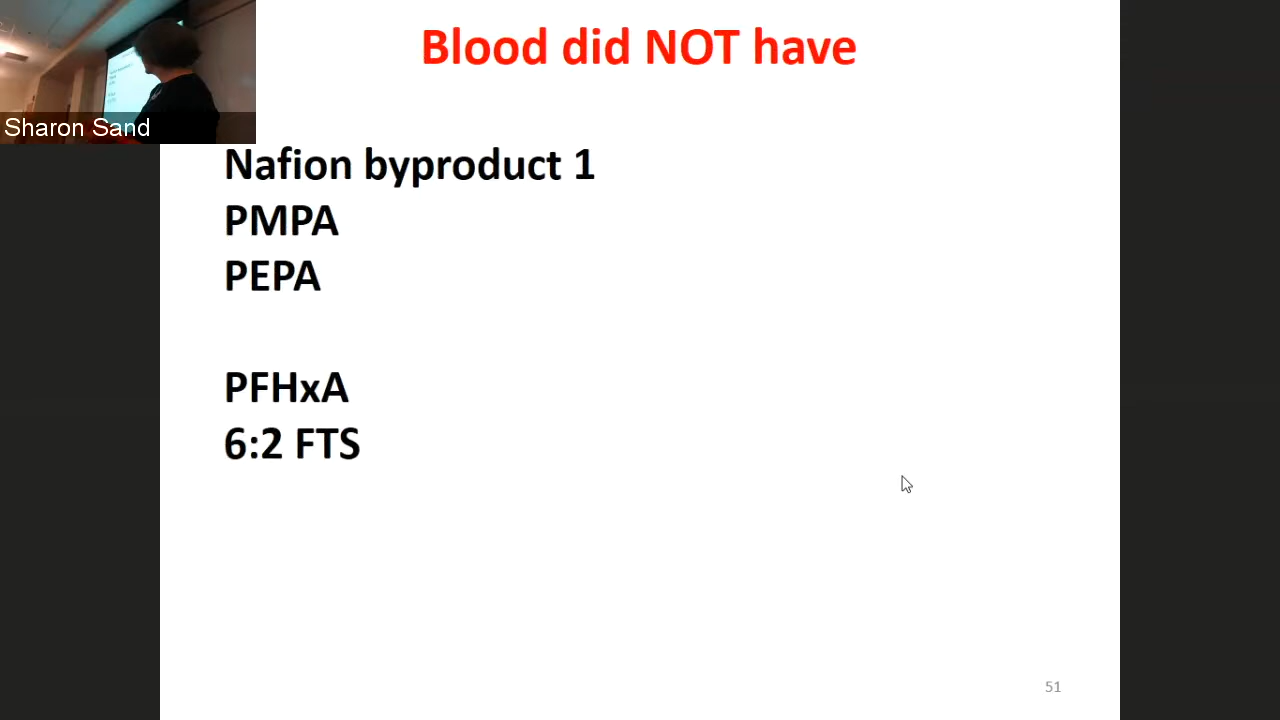 Blood did NOT have
Sharon Sand
Nafion byproduct 1
PMPA
PEPA
PFHxA
6:2 FTS
51